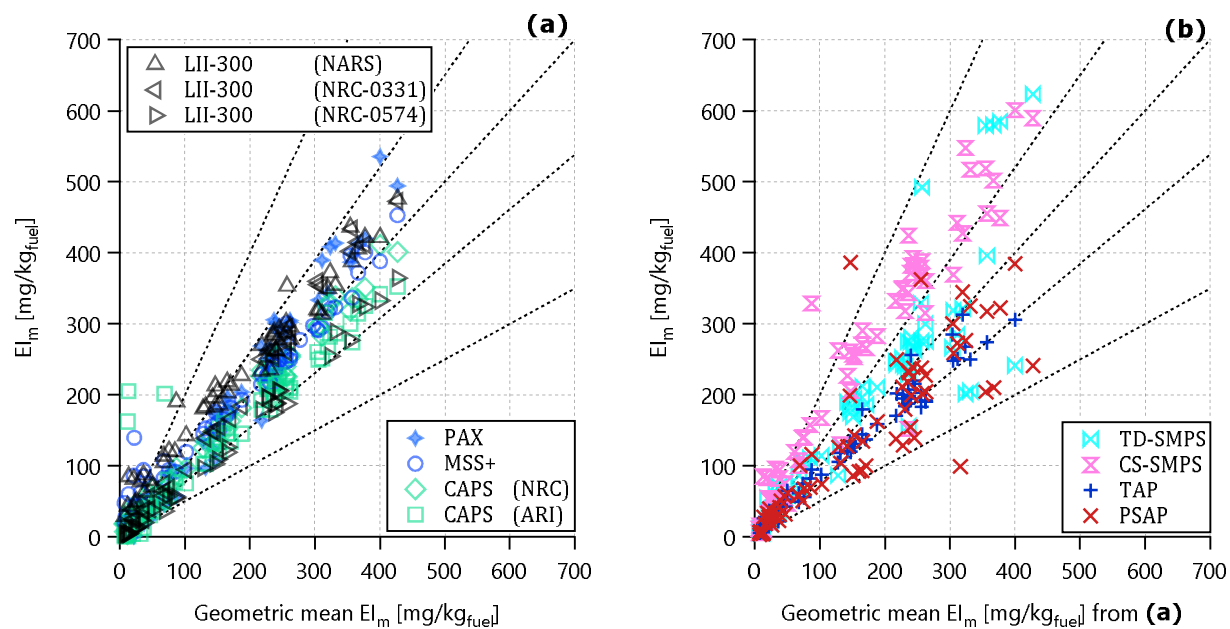 (a)
700
600
500
400
300
200
100
0
EIm [mg/kgfuel]
LII-300 (NARS)
LII-300 (NRC-0331)
LII-300 (NRC-0574)
PAX
MSS+
CAPS (NRC)
CAPS (ARI)
0 100 200 300 400 500 600 700
Geometric mean EIm [mg/kgfuel]
(b)
700
600
500
400
300
200
100
0
EIm [mg/kgfuel]
TD-SMPS
CS-SMPS
TAP
PSAP
0 100 200 300 400 500 600 700
Geometric mean EIm [mg/kgfuel] from (a)